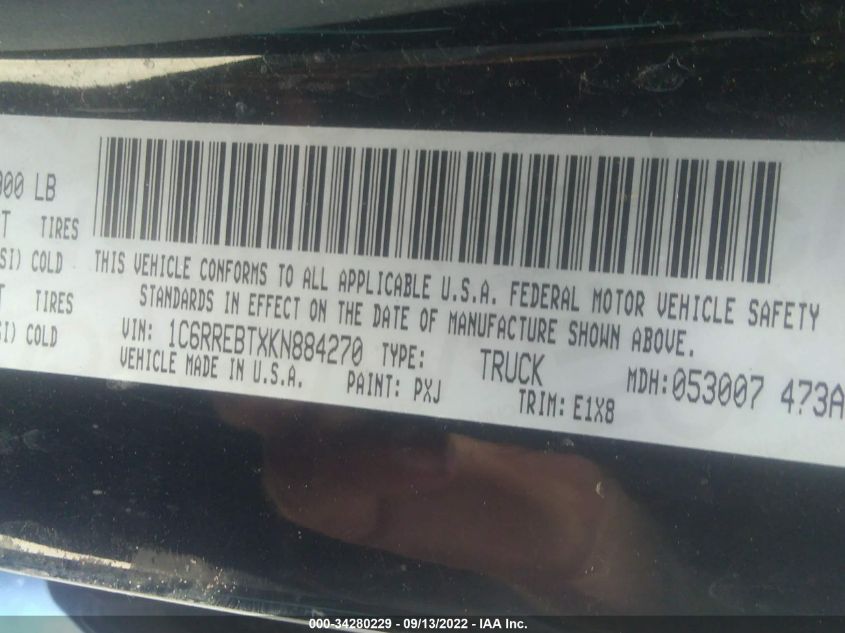 000 LB
TIRES
SI) COLD
TIRES
SI) COLD
THIS VEHICLE CONFORMS TO ALL APPLICABLE U.S.A. FEDERAL MOTOR VEHICLE SAFETY
STANDARDS IN EFFECT ON THE DATE OF MANUFACTURE SHOWN ABOVE.
VIN: 1C6RREBTXKN884270 TYPE: TRUCK MDH: 053007 473A
VEHICLE MADE IN U.S.A. PAINT: PXJ TRIM: E1X8
000-34280229 - 09/13/2022 - IAA Inc.